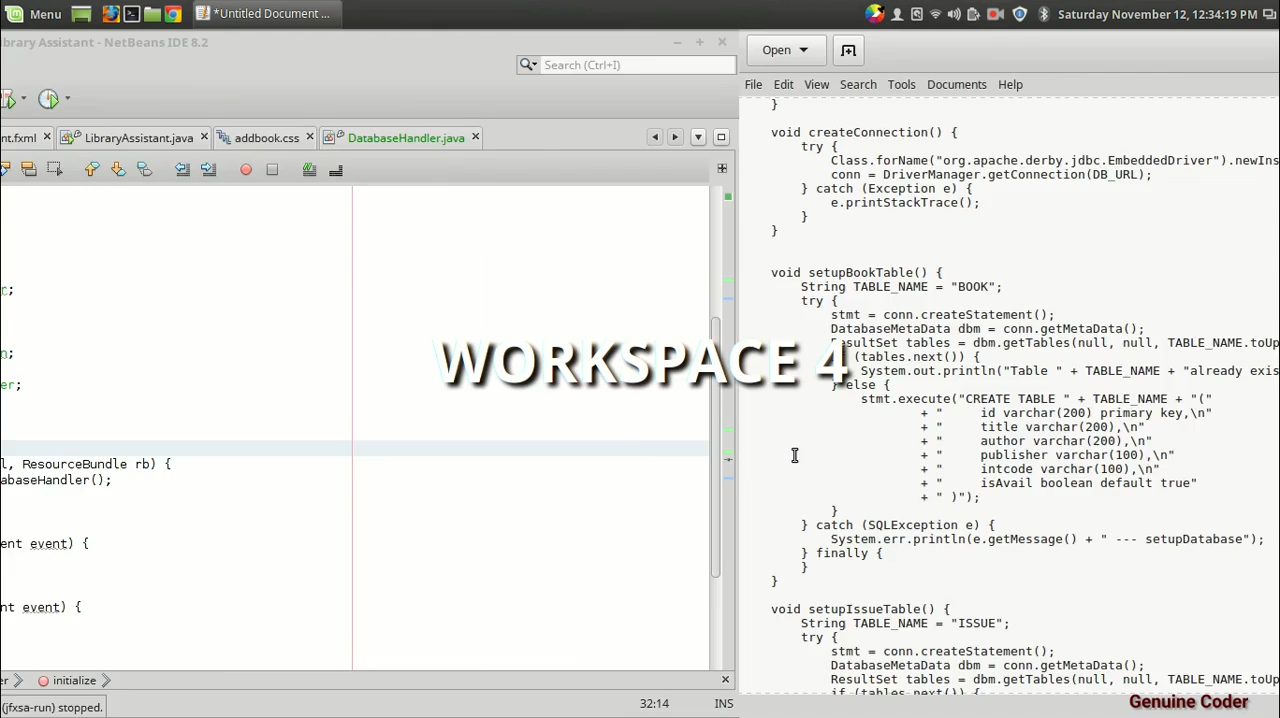 Menu
*Untitled Document ...
Saturday November 12, 12:34:19 PM
ibrary Assistant - NetBeans IDE 8.2
Search (Ctrl+I)
nt.fxml
LibraryAssistant.java
addbook.css
DatabaseHandler.java
l, ResourceBundle rb) {
abaseHandler();
ent event) {
ent event) {
initialize
(jfxsa-run) stopped.
32:14
INS
Open
File Edit View Search Tools Documents Help
}
void createConnection() {
try {
Class.forName("org.apache.derby.jdbc.EmbeddedDriver").newIns
conn = DriverManager.getConnection(DB_URL);
} catch (Exception e) {
e.printStackTrace();
}
}
void setupBookTable() {
String TABLE_NAME = "BOOK";
try {
stmt = conn.createStatement();
DatabaseMetaData dbm = conn.getMetaData();
ResultSet tables = dbm.getTables(null, null, TABLE_NAME.toUp
(tables.next()) {
System.out.println("Table " + TABLE_NAME + "already exis
} else {
stmt.execute("CREATE TABLE " + TABLE_NAME + "("
+ " id varchar(200) primary key,\n"
+ " title varchar(200),\n"
+ " author varchar(200),\n"
+ " publisher varchar(100),\n"
+ " intcode varchar(100),\n"
+ " isAvail boolean default true"
+ " )");
}
} catch (SQLException e) {
System.err.println(e.getMessage() + " --- setupDatabase");
} finally {
}
}
void setupIssueTable() {
String TABLE_NAME = "ISSUE";
try {
stmt = conn.createStatement();
DatabaseMetaData dbm = conn.getMetaData();
ResultSet tables = dbm.getTables(null, null, TABLE_NAME.toUp
if (tables.next()) {
WORKSPACE 4
Genuine Coder